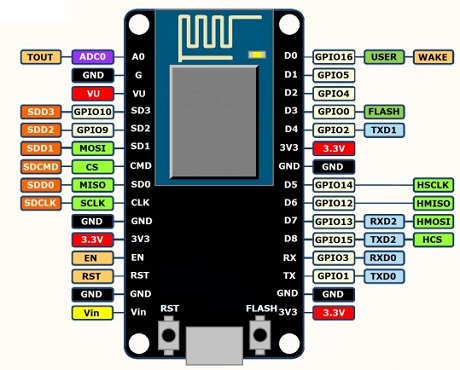 TOUT ADC0 A0 D0 GPIO16 USER WAKE
GND G D1 GPIO5
VU VU D2 GPIO4
SDD3 GPIO10 SD3 D3 GPIO0 FLASH
SDD2 GPIO9 SD2 D4 GPIO2 TXD1
SDD1 MOSI SD1 3V3 3.3V
SDCMD CS CMD GND GND
SDD0 MISO SD0 D5 GPIO14 HSCLK
SDCLK SCLK CLK D6 GPIO12 HMISO
GND GND D7 GPIO13 RXD2 HMOSI
3.3V 3V3 D8 GPIO15 TXD2 HCS
EN EN RX GPIO3 RXD0
RST RST TX GPIO1 TXD0
GND GND GND GND
Vin Vin RST FLASH 3V3 3.3V